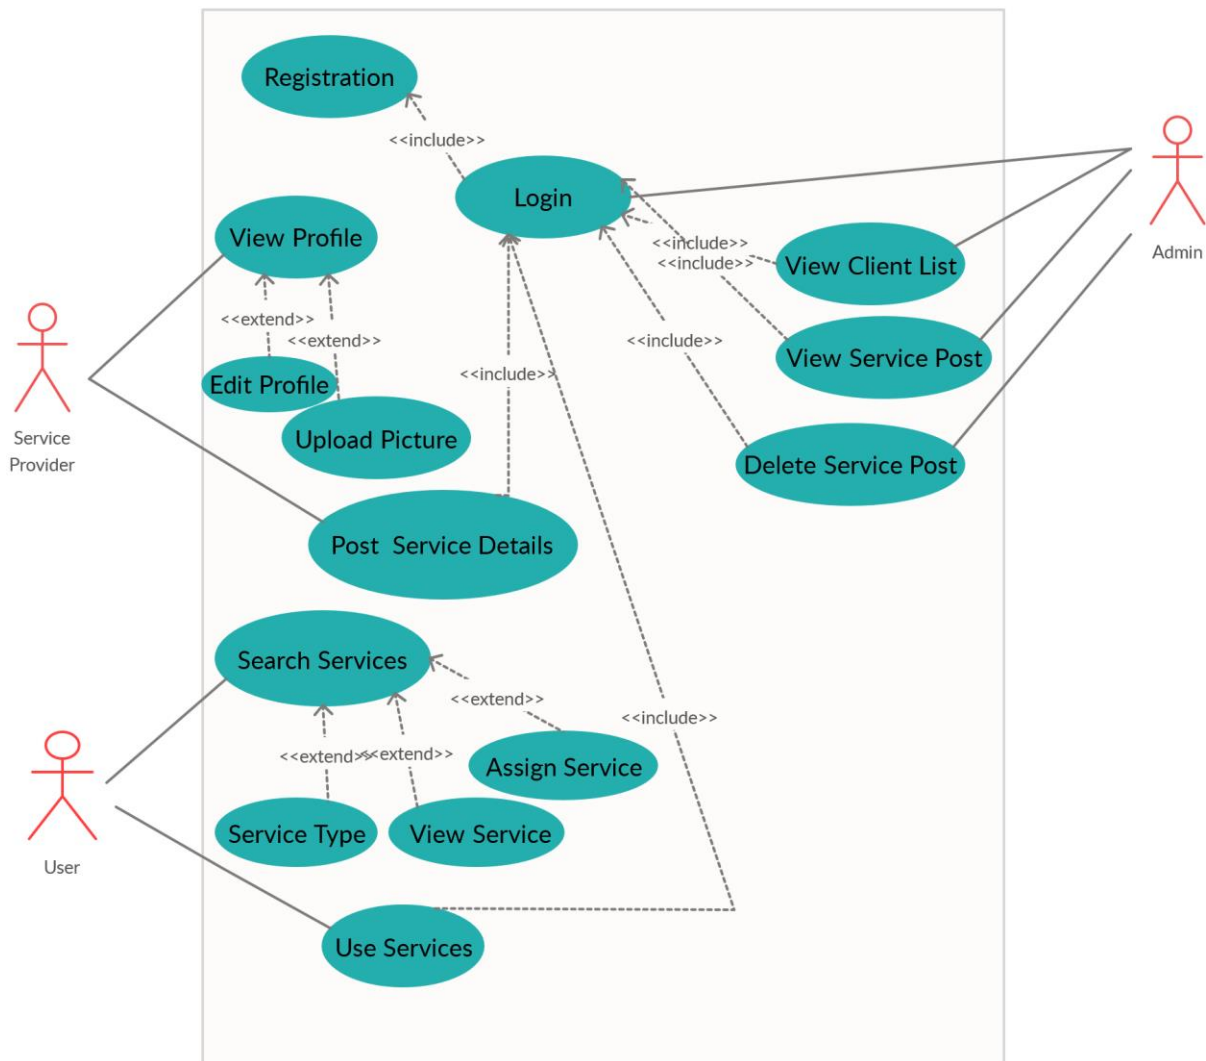 Registration
<<include>>
Login
View Profile
<<include>>
<<include>>
View Client List
Admin
<<extend>>
<<extend>>
<<include>>
View Service Post
<<include>>
Edit Profile
Upload Picture
Service
Provider
Delete Service Post
Post  Service Details
Search Services
<<extend>>
<<include>>
<<extend>>
<<extend>>
Assign Service
Service Type
View Service
User
Use Services